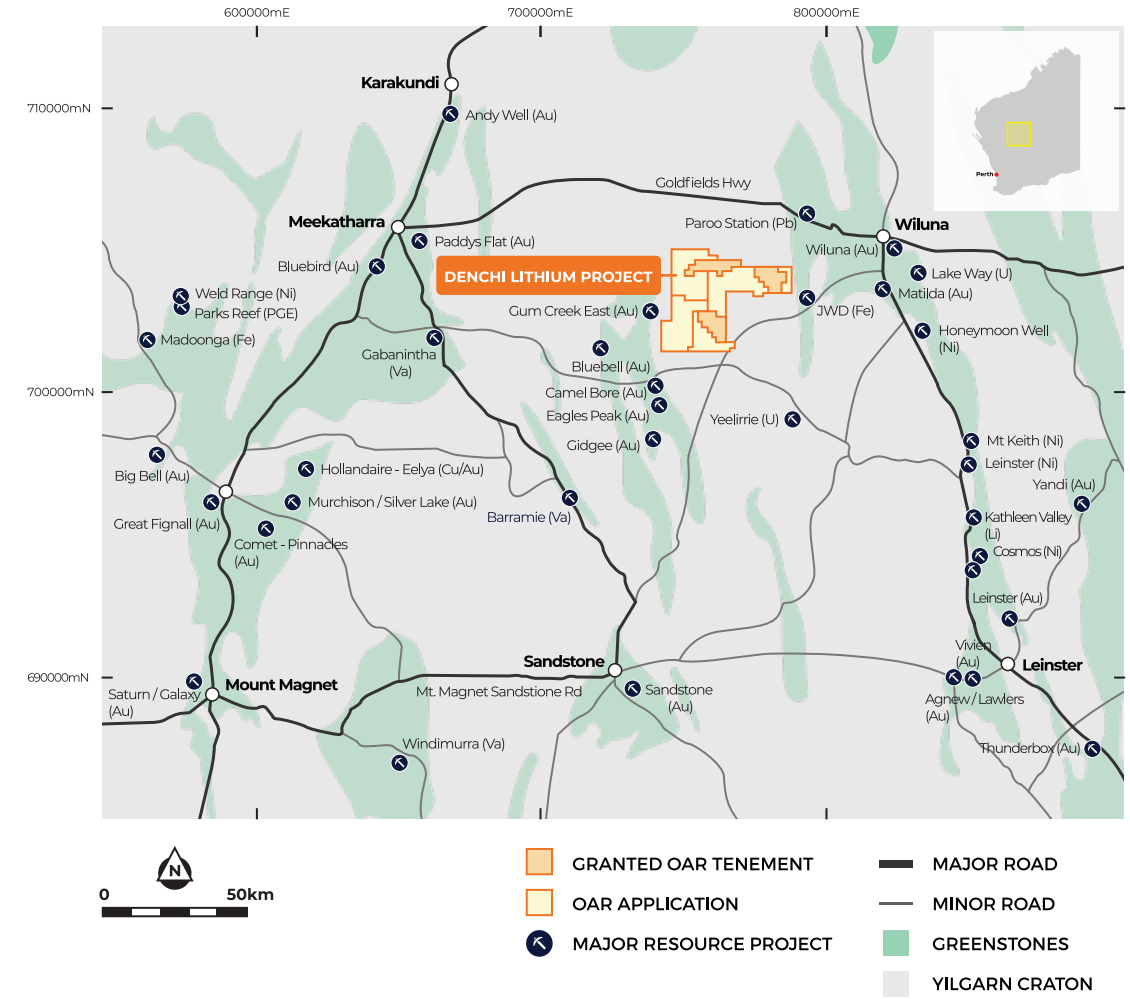 600000mE
700000mE
800000mE
710000mN
700000mN
690000mN
Perth
Karakundi
Andy Well (Au)
Goldfields Hwy
Meekatharra
Paroo Station (Pb)
Wiluna
Paddys Flat (Au)
Wiluna (Au)
Bluebird (Au)
DENCHI LITHIUM PROJECT
Lake Way (U)
Weld Range (Ni)
Matilda (Au)
Parks Reef (PGE)
Gum Creek East (Au)
JWD (Fe)
Madoonga (Fe)
Honeymoon Well
(Ni)
Gabanintha
(Va)
Bluebell (Au)
Camel Bore (Au)
Eagles Peak (Au)
Yeelirrie (U)
Gidgee (Au)
Mt Keith (Ni)
Leinster (Ni)
Big Bell (Au)
Hollandaire - Eelya (Cu/Au)
Yandi (Au)
Murchison / Silver Lake (Au)
Great Fignall (Au)
Barramie (Va)
Kathleen Valley
(Li)
Comet - Pinnacles
(Au)
Cosmos (Ni)
Leinster (Au)
Vivien
(Au)
Sandstone
Leinster
Mount Magnet
Mt. Magnet Sandstione Rd
Saturn / Galaxy
(Au)
Sandstone
(Au)
Agnew / Lawlers
(Au)
Windimurra (Va)
Thunderbox (Au)
N
0
50km
GRANTED OAR TENEMENT
OAR APPLICATION
MAJOR RESOURCE PROJECT
MAJOR ROAD
MINOR ROAD
GREENSTONES
YILGARN CRATON